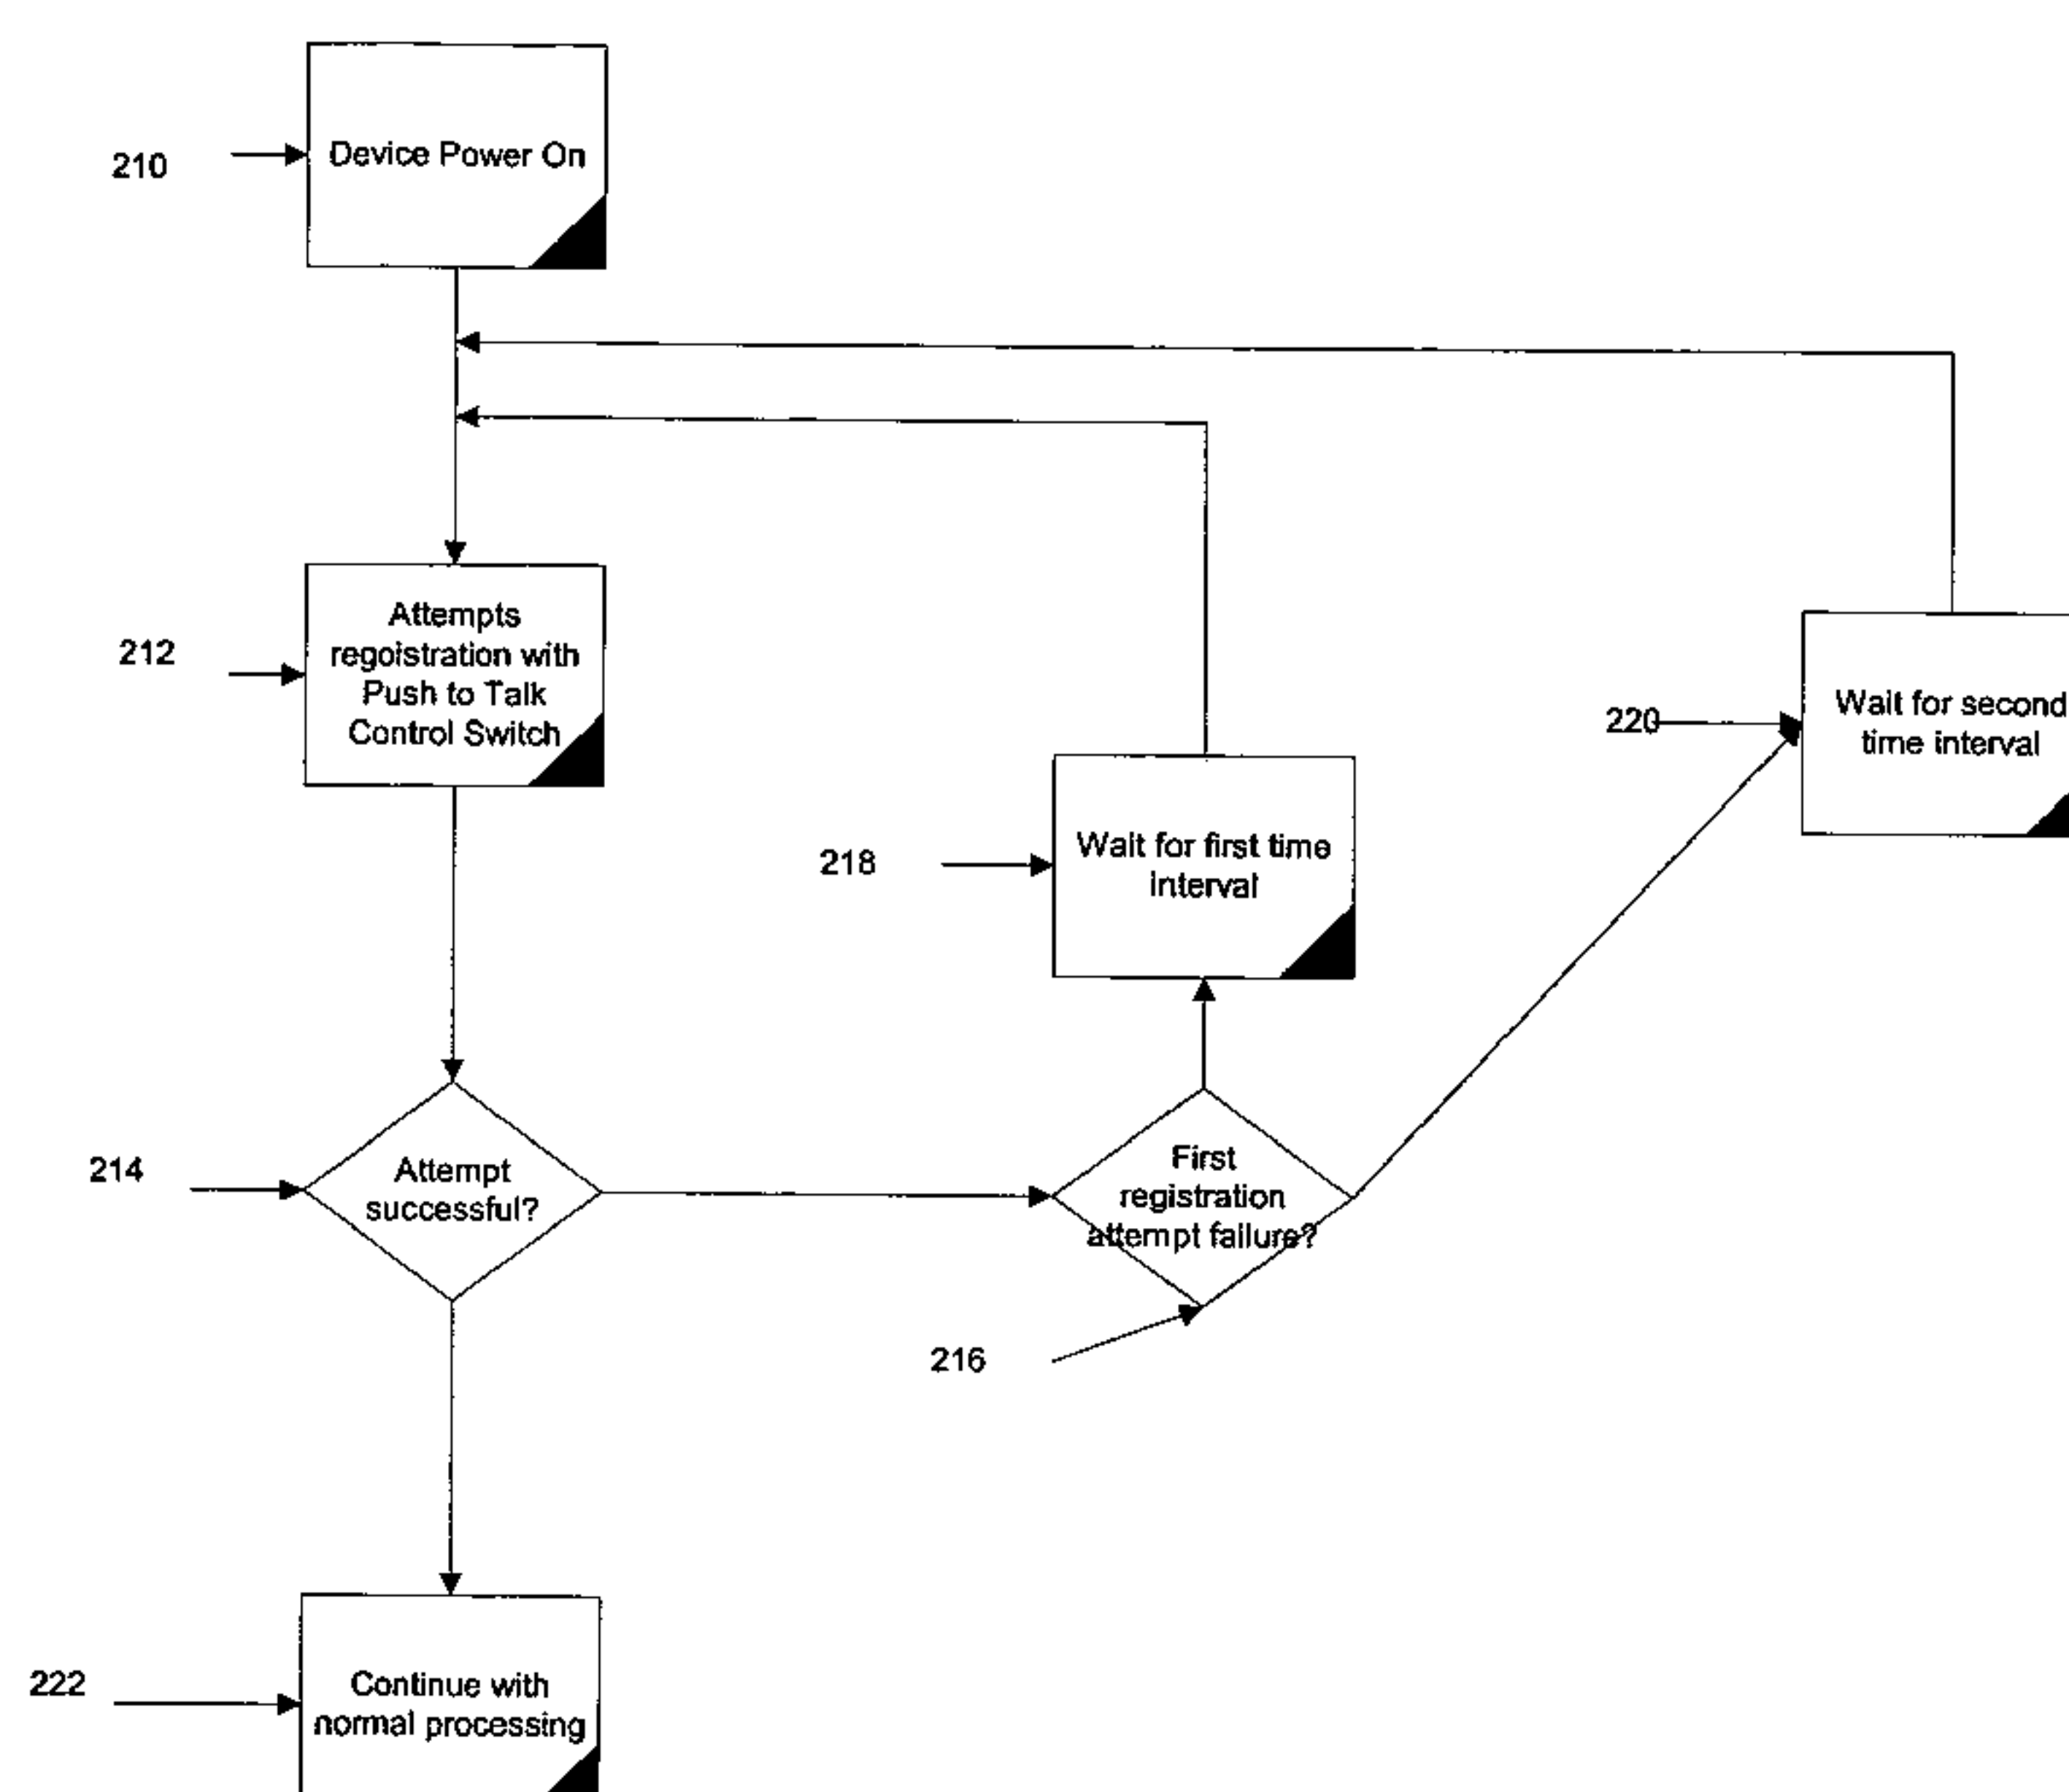 210
Device Power On
212
Attempts
regoistration with
Push to Talk
Control Switch
220
Wait for second
time interval
218
Wait for first time
interval
214
Attempt
successful?
First
registration
attempt failure?
216
222
Continue with
normal processing